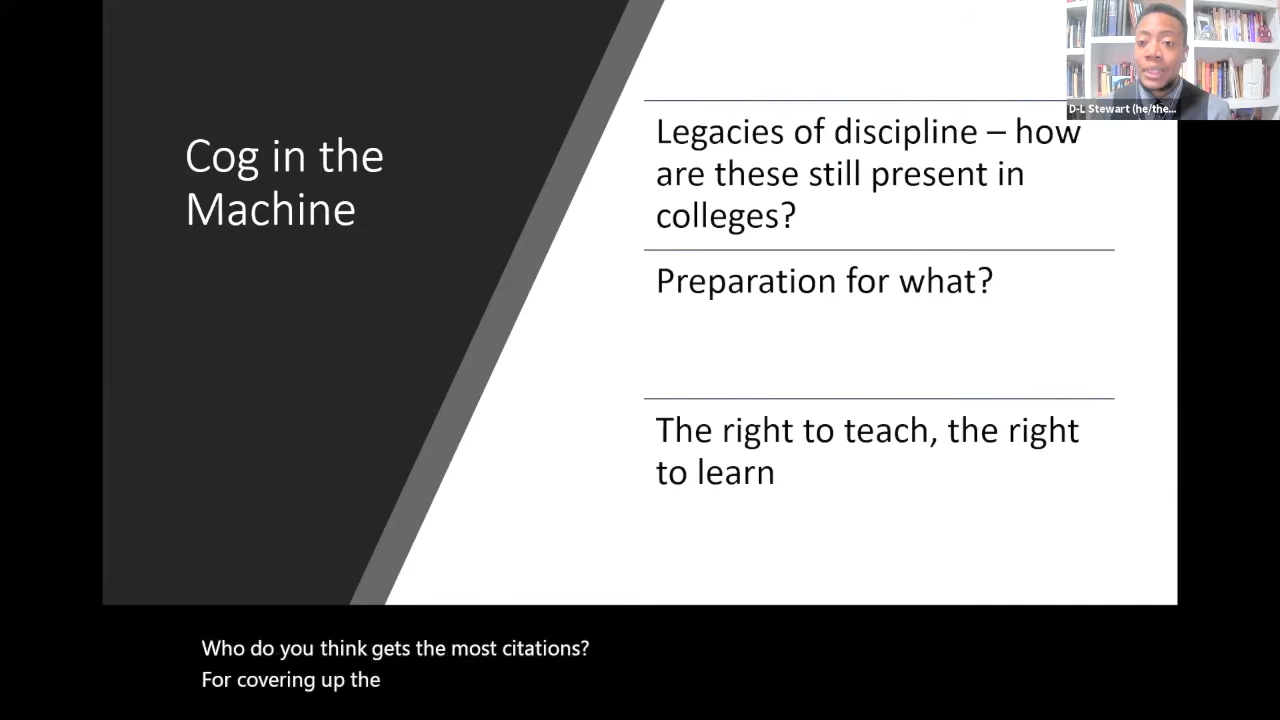 Cog in the
Machine
D-L Stewart (he/the...
Legacies of discipline – how
are these still present in
colleges?
Preparation for what?
The right to teach, the right
to learn
Who do you think gets the most citations?
For covering up the